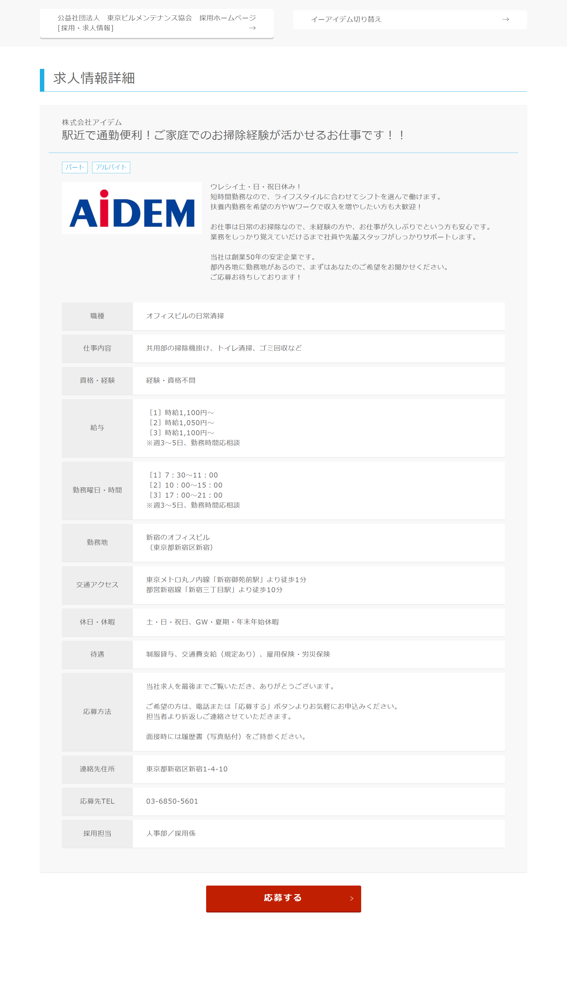 公益社団法人　東京ビルメンテナンス協会　採用ホームページ
[採用・求人情報] →
イーアイデム切り替え →
求人情報詳細
株式会社アイデム
駅近で通勤便利！ご家庭でのお掃除経験が活かせるお仕事です！！
パート
アルバイト
AiDEM
ウレシイ土・日・祝日休み！
短時間勤務なので、ライフスタイルに合わせてシフトを選んで働けます。
扶養内勤務を希望の方やWワークで収入を増やしたい方も大歓迎！
お仕事は日常のお掃除なので、未経験の方や、お仕事が久しぶりでという方も安心です。
業務をしっかり覚えていだけるまで社員や先輩スタッフがしっかりサポートします。
当社は創業50年の安定企業です。
都内各地に勤務地があるので、まずはあなたのご希望をお聞かせください。
ご応募お待ちしております！
職種
オフィスビルの日常清掃
仕事内容
共用部の掃除機掛け、トイレ清掃、ゴミ回収など
資格・経験
経験・資格不問
給与
［1］時給1,100円～
［2］時給1,050円～
［3］時給1,100円～
※週3～5日、勤務時間応相談
勤務曜日・時間
［1］7：30～11：00
［2］10：00～15：00
［3］17：00～21：00
※週3～5日、勤務時間応相談
勤務地
新宿のオフィスビル
（東京都新宿区新宿）
交通アクセス
東京メトロ丸ノ内線「新宿御苑前駅」より徒歩1分
都営新宿線「新宿三丁目駅」より徒歩10分
休日・休暇
土・日・祝日、GW・夏期・年末年始休暇
待遇
制服貸与、交通費支給（規定あり）、雇用保険・労災保険
応募方法
当社求人を最後までご覧いただき、ありがとうございます。
ご希望の方は、電話または「応募する」ボタンよりお気軽にお申込みください。
担当者より折返しご連絡させていただきます。
面接時には履歴書（写真貼付）をご持参ください。
連絡先住所
東京都新宿区新宿1-4-10
応募先TEL
03-6850-5601
採用担当
人事部／採用係
応募する